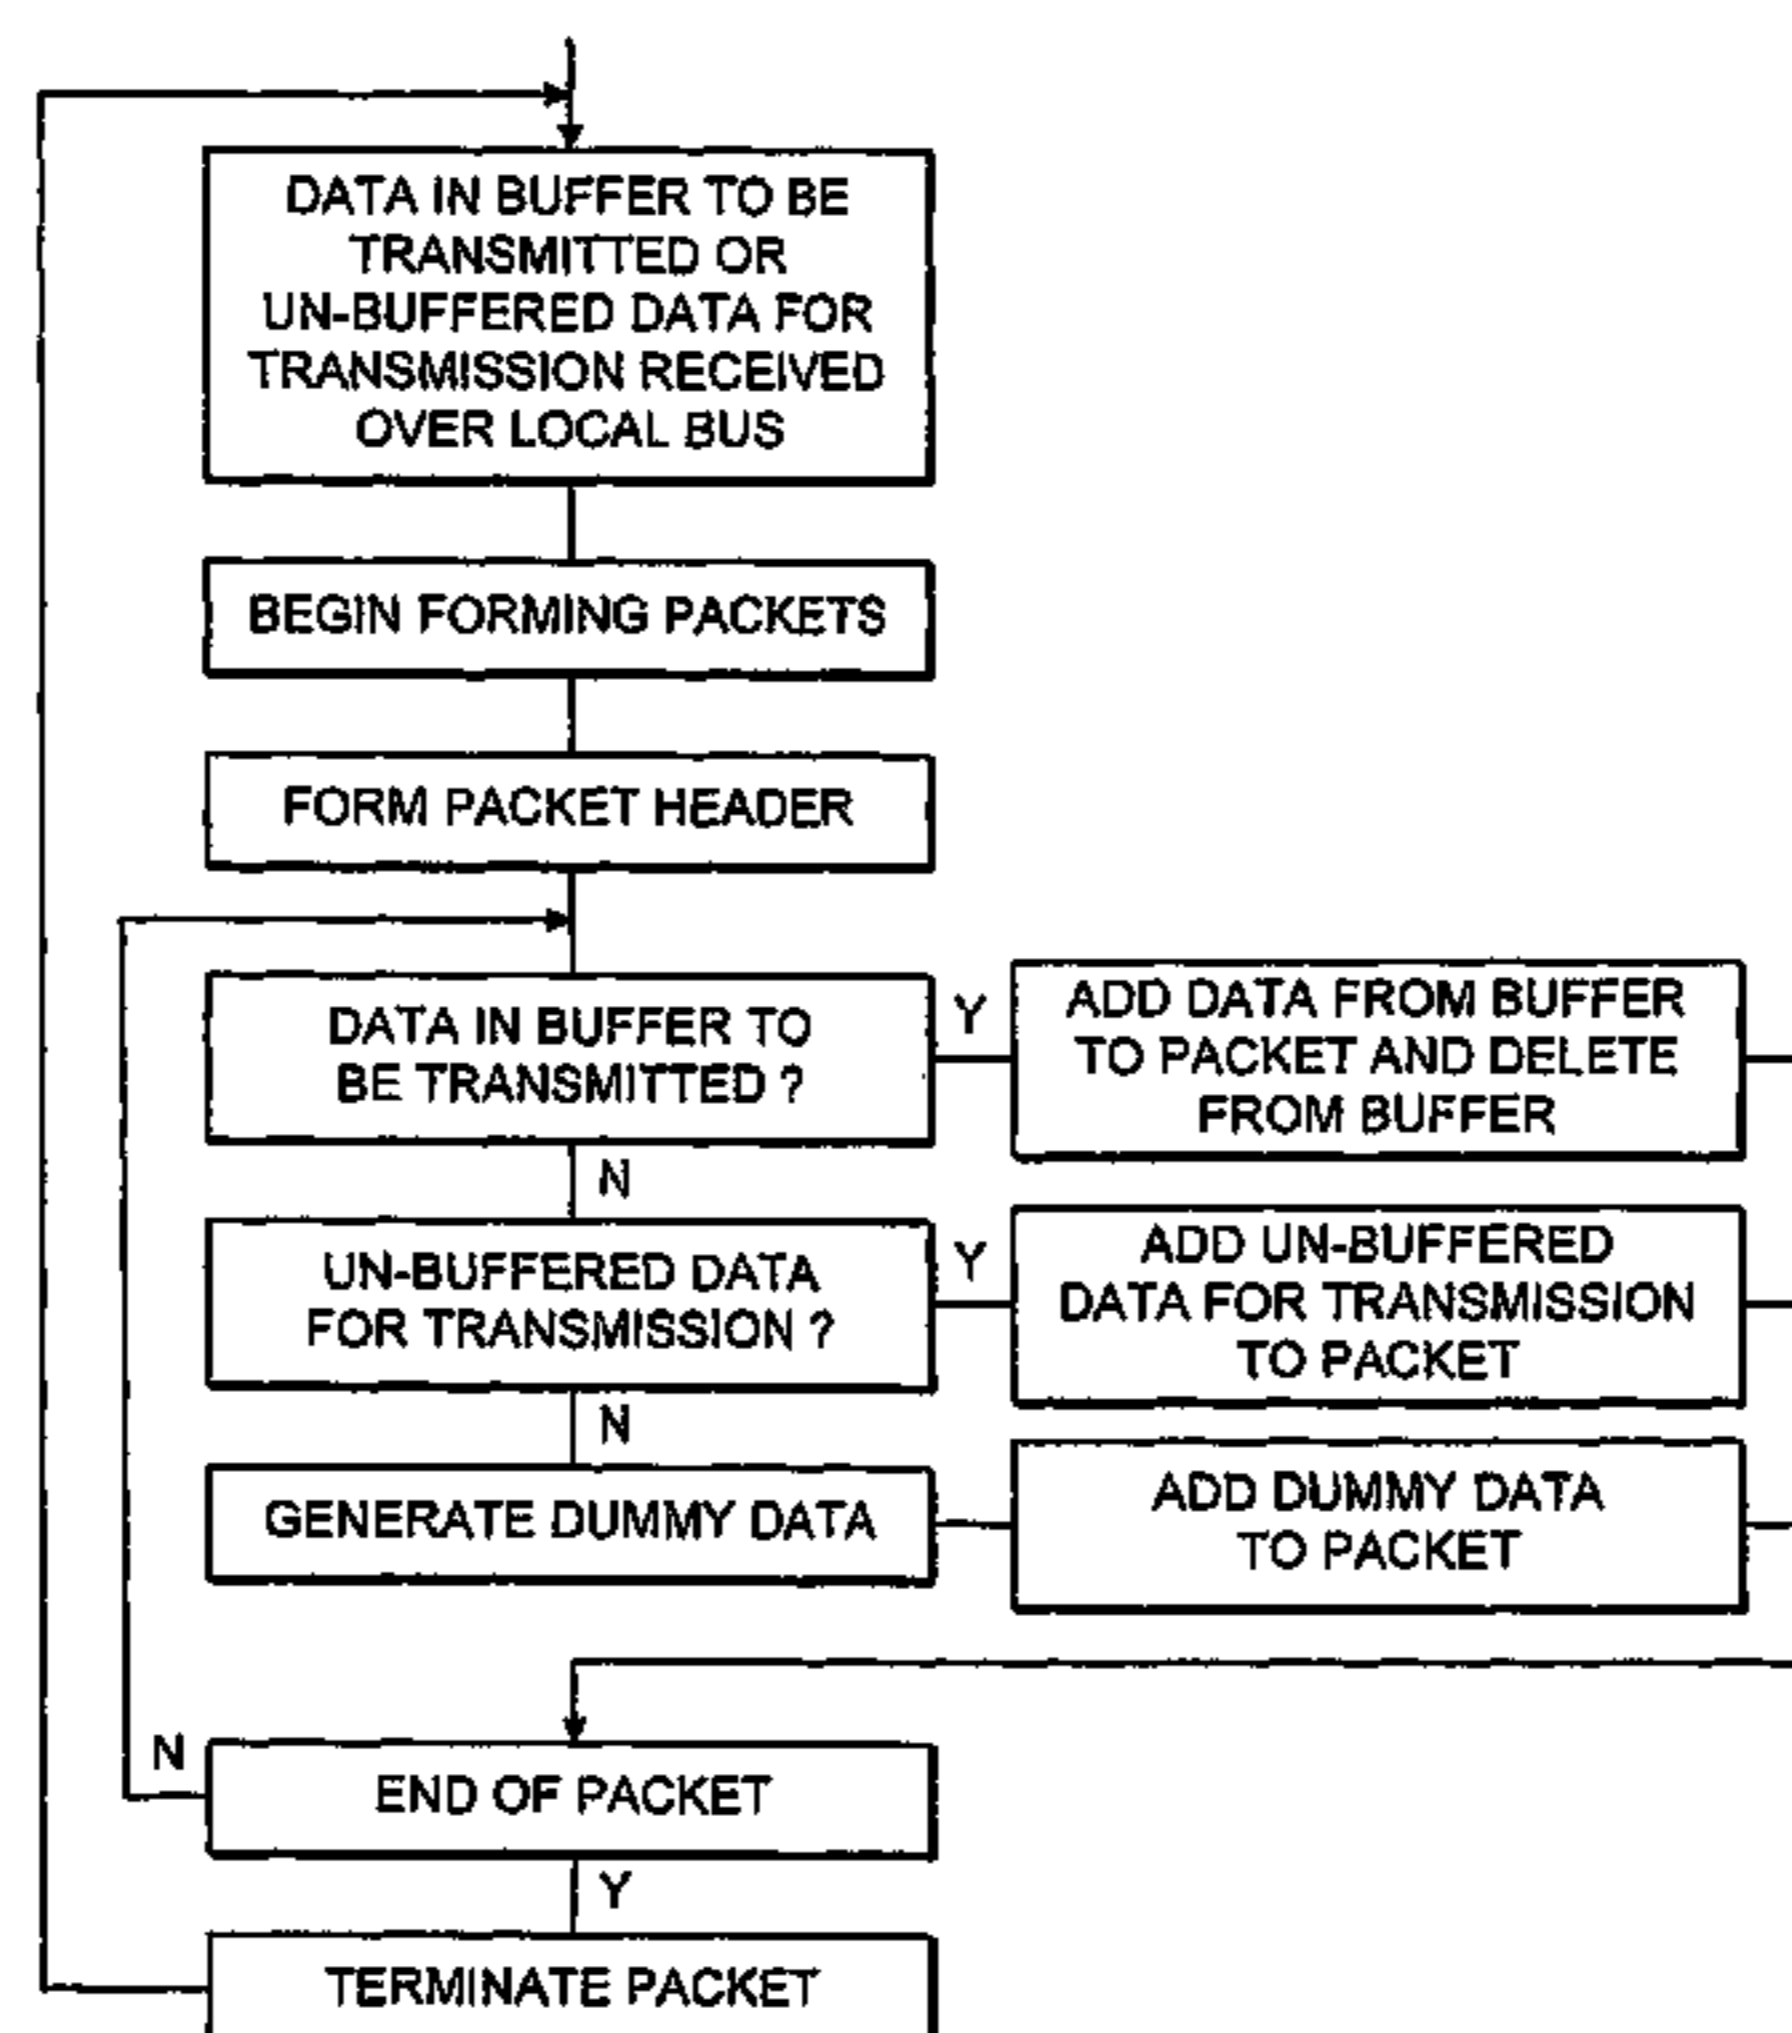 DATA IN BUFFER TO BE
TRANSMITTED OR
UN-BUFFERED DATA FOR
TRANSMISSION RECEIVED
OVER LOCAL BUS
BEGIN FORMING PACKETS
FORM PACKET HEADER
DATA IN BUFFER TO
BE TRANSMITTED ?
Y
ADD DATA FROM BUFFER
TO PACKET AND DELETE
FROM BUFFER
N
UN-BUFFERED DATA
FOR TRANSMISSION ?
Y
ADD UN-BUFFERED
DATA FOR TRANSMISSION
TO PACKET
N
GENERATE DUMMY DATA
ADD DUMMY DATA
TO PACKET
N
END OF PACKET
Y
TERMINATE PACKET